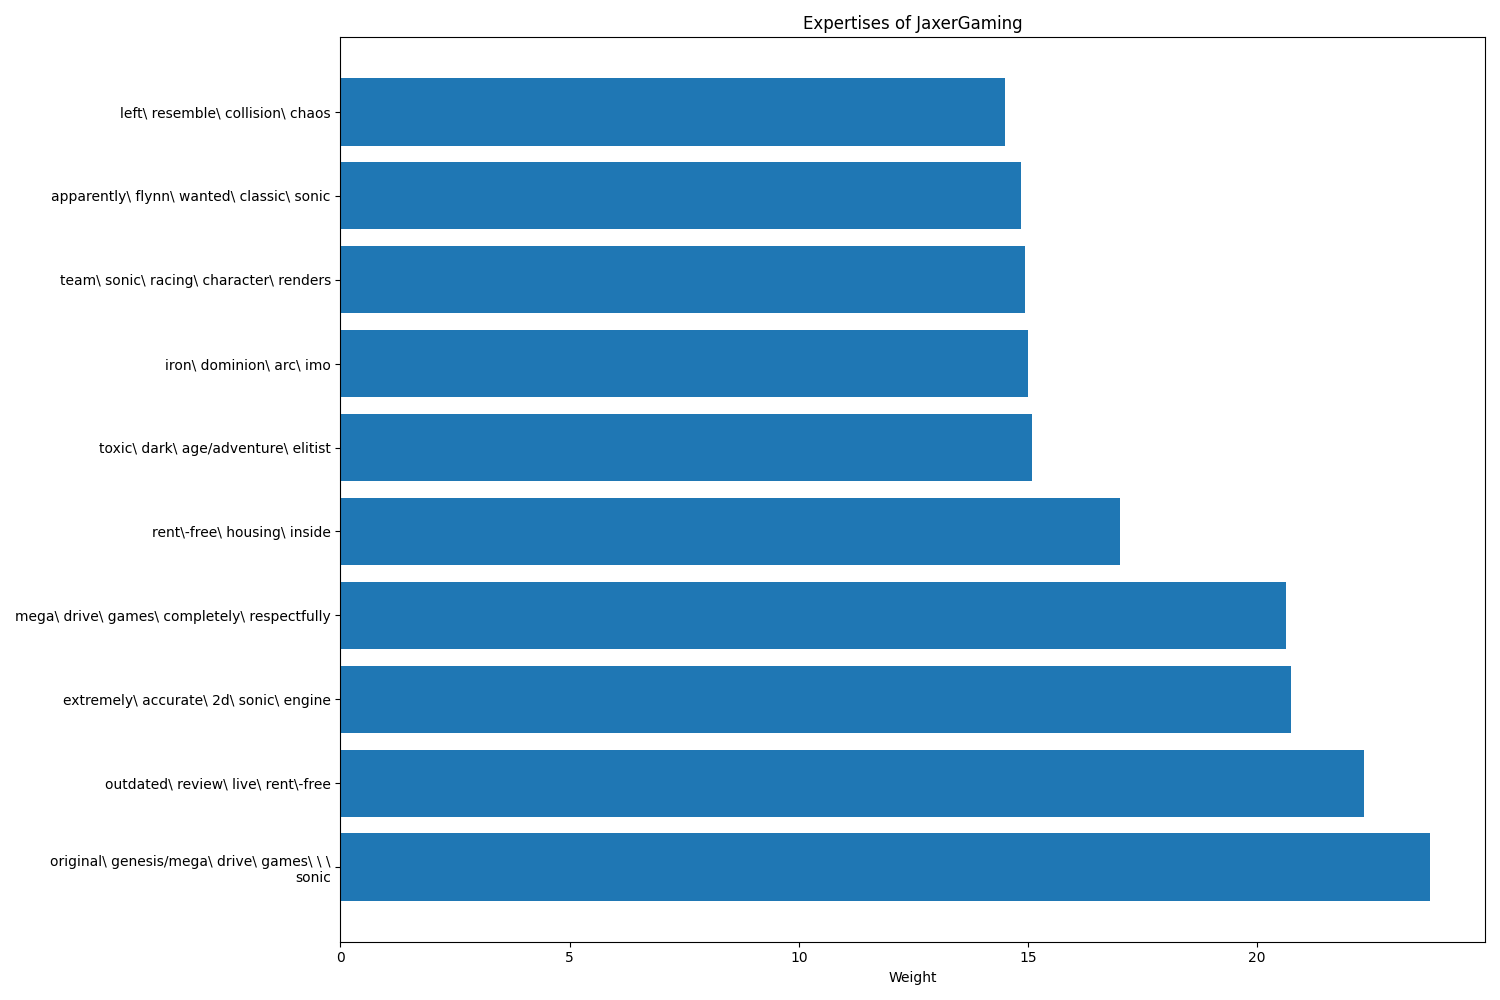 Expertises of JaxerGaming
left\ resemble\ collision\ chaos
apparently\ flynn\ wanted\ classic\ sonic
team\ sonic\ racing\ character\ renders
iron\ dominion\ arc\ imo
toxic\ dark\ age/adventure\ elitist
rent\-free\ housing\ inside
mega\ drive\ games\ completely\ respectfully
extremely\ accurate\ 2d\ sonic\ engine
outdated\ review\ live\ rent\-free
original\ genesis/mega\ drive\ games\ \ \
sonic
0 5 10 15 20
Weight